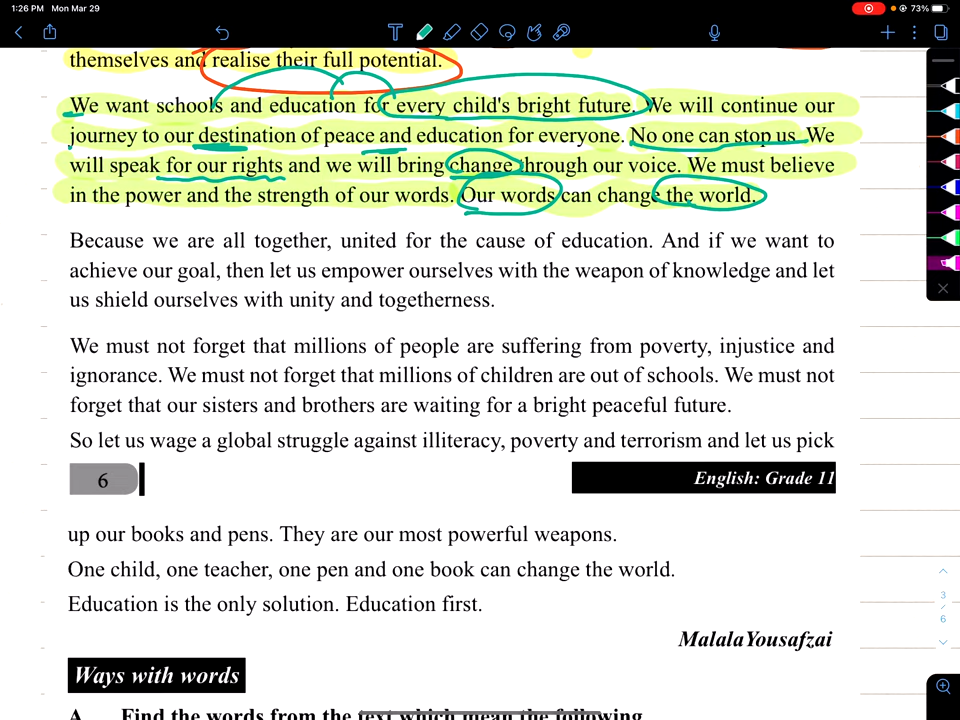 1:26 PM Mon Mar 29
73%
themselves and realise their full potential.
We want schools and education for every child's bright future. We will continue our
journey to our destination of peace and education for everyone. No one can stop us. We
will speak for our rights and we will bring change through our voice. We must believe
in the power and the strength of our words. Our words can change the world.
Because we are all together, united for the cause of education. And if we want to
achieve our goal, then let us empower ourselves with the weapon of knowledge and let
us shield ourselves with unity and togetherness.
We must not forget that millions of people are suffering from poverty, injustice and
ignorance. We must not forget that millions of children are out of schools. We must not
forget that our sisters and brothers are waiting for a bright peaceful future.
So let us wage a global struggle against illiteracy, poverty and terrorism and let us pick
6
English: Grade 11
up our books and pens. They are our most powerful weapons.
One child, one teacher, one pen and one book can change the world.
3
/
6
Education is the only solution. Education first.
MalalaYousafzai
Ways with words
A Find the words from the text which mean the following